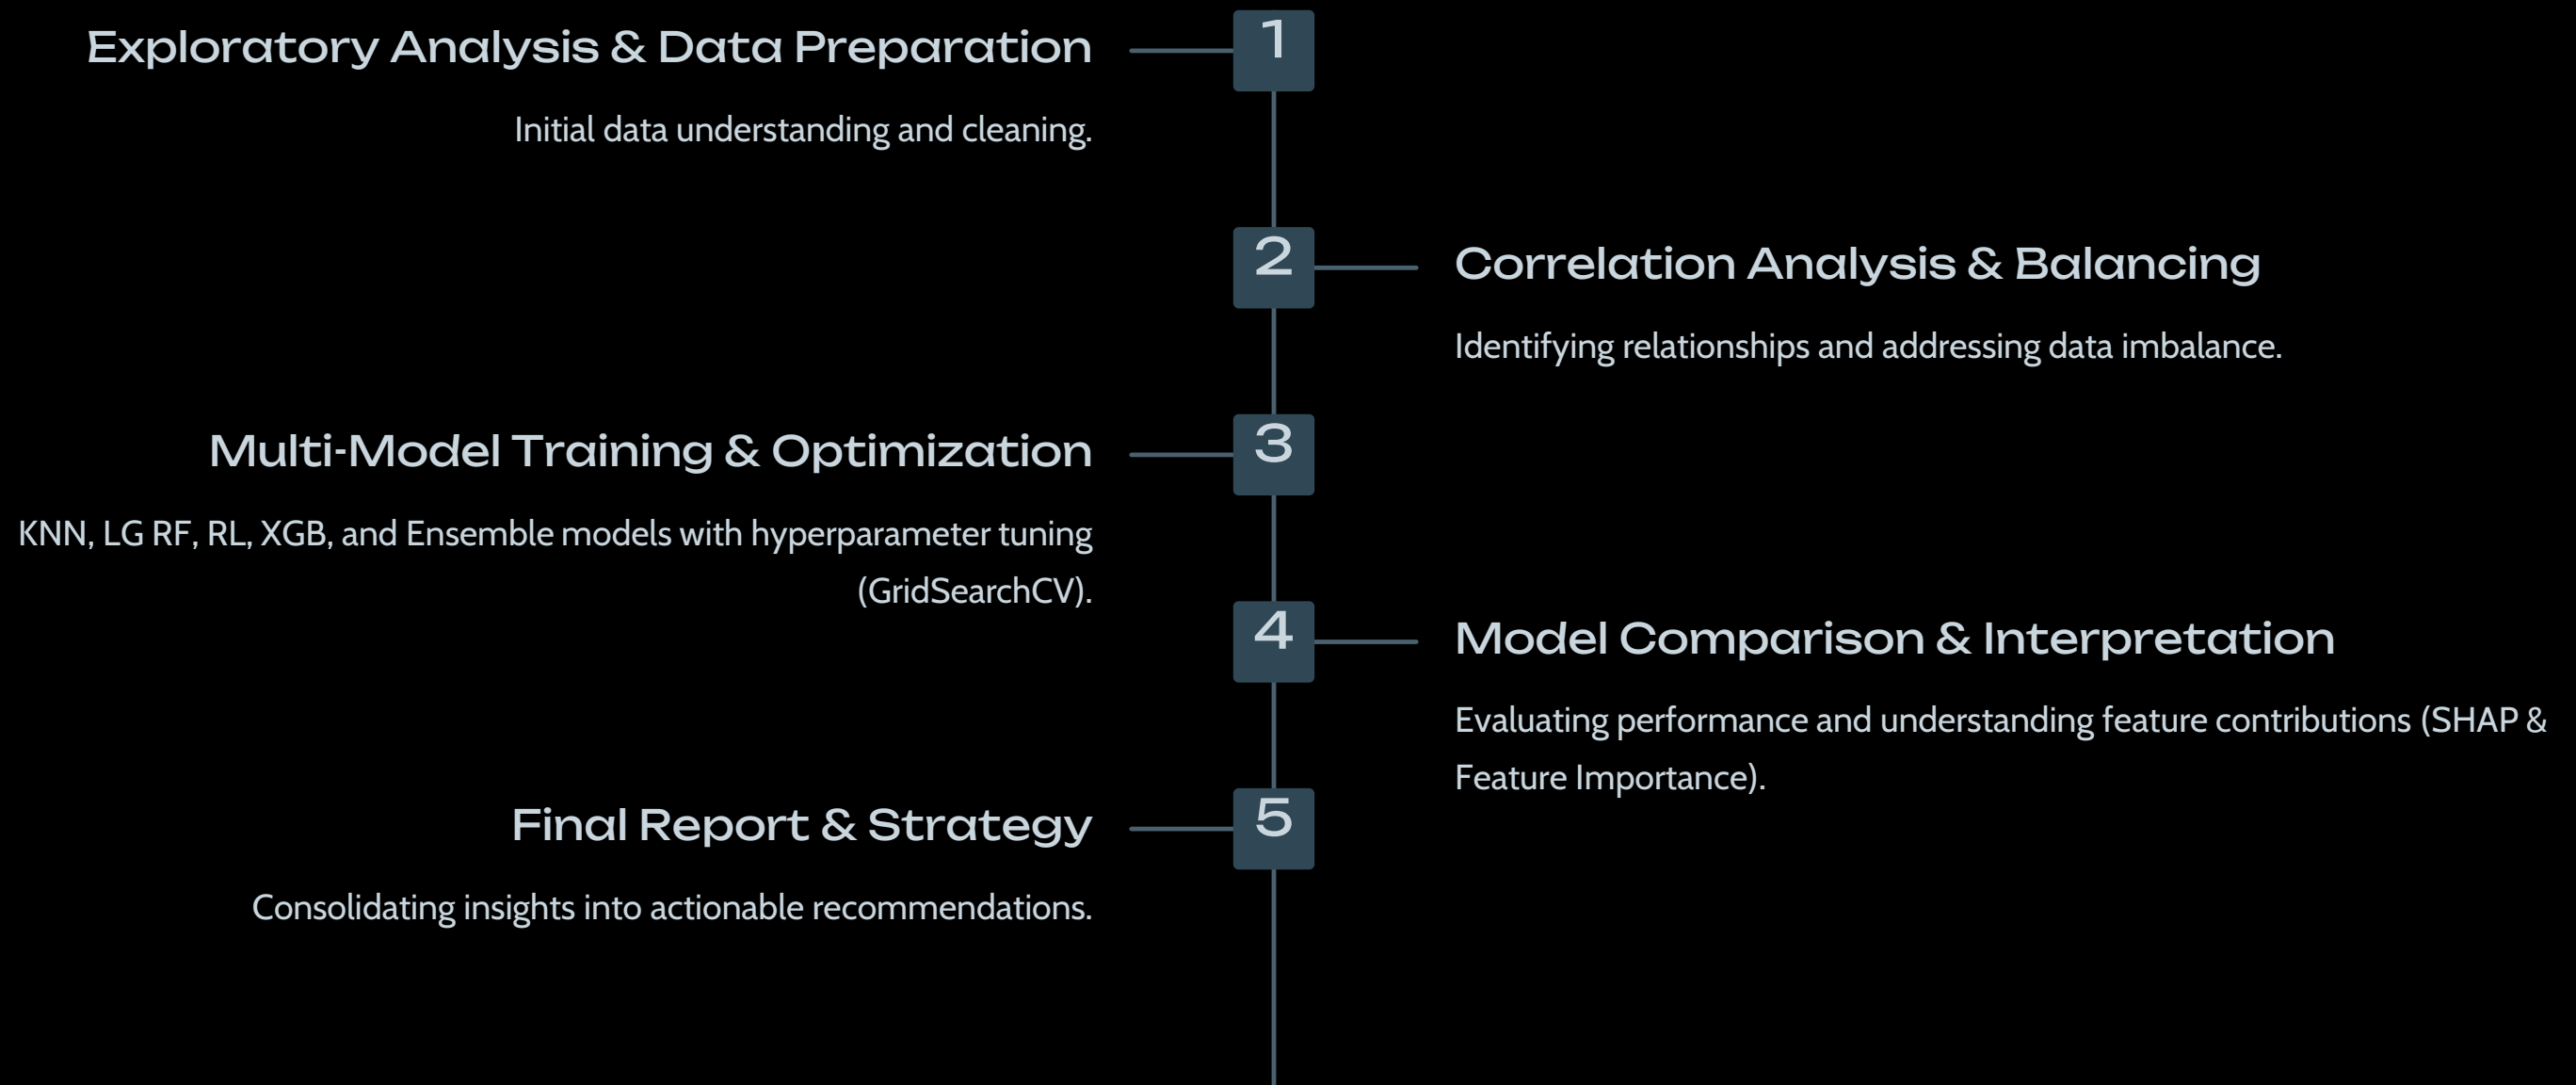 1
Exploratory Analysis & Data Preparation
Initial data understanding and cleaning.
2
Correlation Analysis & Balancing
Identifying relationships and addressing data imbalance.
3
Multi-Model Training & Optimization
KNN, LG RF, RL, XGB, and Ensemble models with hyperparameter tuning
(GridSearchCV).
4
Model Comparison & Interpretation
Evaluating performance and understanding feature contributions (SHAP &
Feature Importance).
5
Final Report & Strategy
Consolidating insights into actionable recommendations.